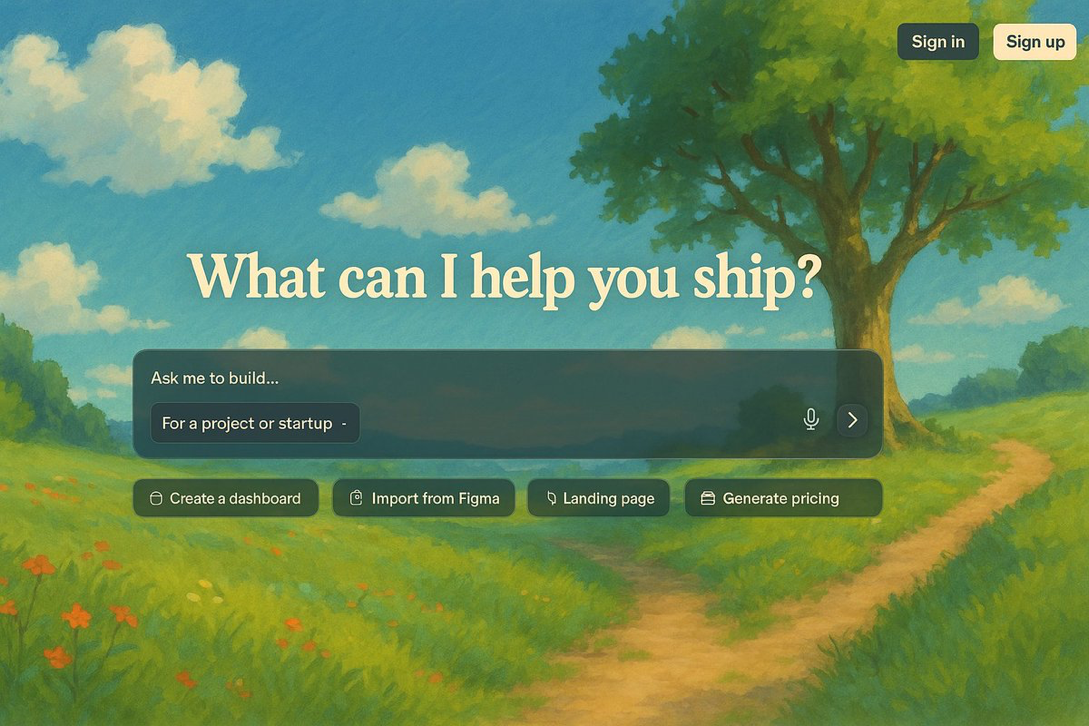 Sign in
Sign up
What can I help you ship?
Ask me to build...
For a project or startup -
Create a dashboard
Import from Figma
Landing page
Generate pricing